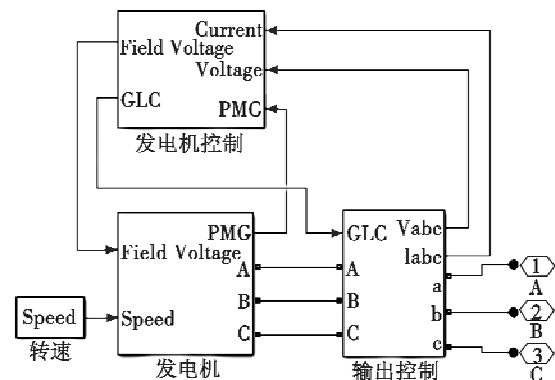 Current
Field Voltage
Voltage
GLC
PMG
发电机控制
PMG
Field Voltage
A
B
Speed
C
发电机
Speed
转速
GLC
Vabc
Iabc
A
a
B
b
C
c
输出控制
1
A
2
B
3
C